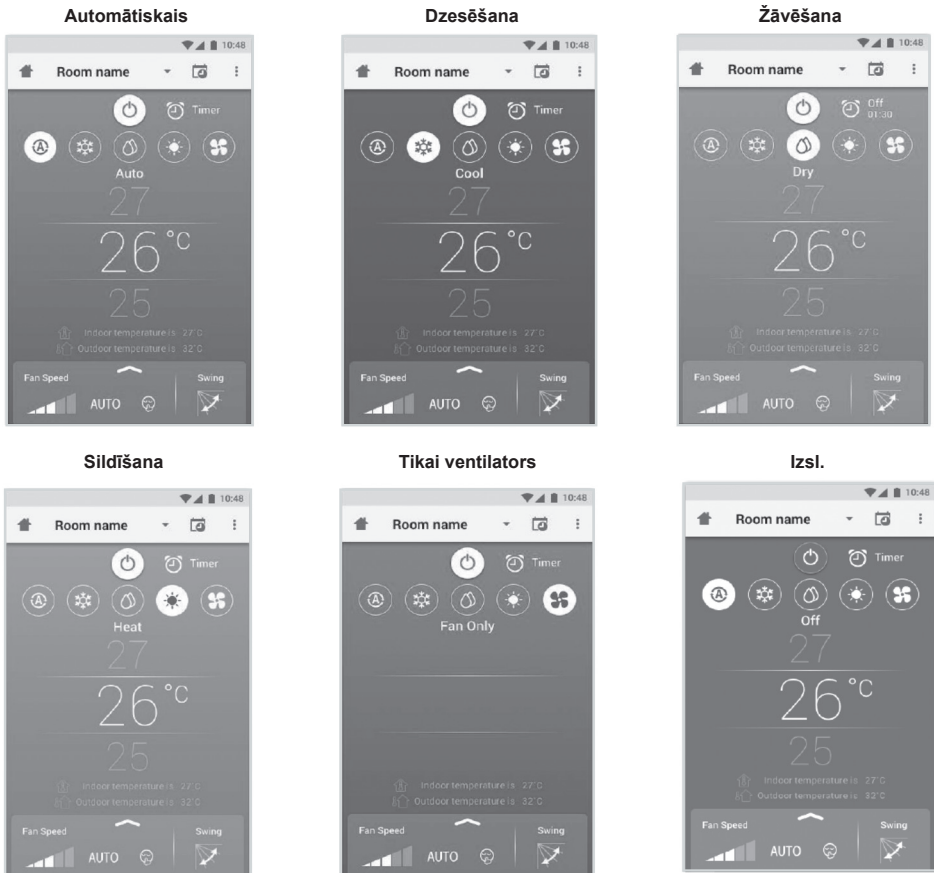 Automātiskais
10:48
Room name
Timer
Auto
27
26°C
25
Indoor temperature is 27°C
Outdoor temperature is 32°C
Fan Speed
Swing
AUTO
Dzesēšana
10:48
Room name
Timer
Cool
27
26°C
25
Indoor temperature is 27°C
Outdoor temperature is 32°C
Fan Speed
Swing
AUTO
Žāvēšana
10:48
Room name
Off
01:30
Dry
27
26°C
25
Indoor temperature is 27°C
Outdoor temperature is 32°C
Fan Speed
Swing
AUTO
Sildīšana
10:48
Room name
Timer
Heat
27
26°C
25
Indoor temperature is 27°C
Outdoor temperature is 32°C
Fan Speed
Swing
AUTO
Tikai ventilators
10:48
Room name
Timer
Fan Only
Indoor temperature is 27°C
Outdoor temperature is 32°C
Fan Speed
Swing
AUTO
Izsl.
10:48
Room name
Timer
Off
27
26°C
25
Indoor temperature is 27°C
Outdoor temperature is 32°C
Fan Speed
Swing
AUTO